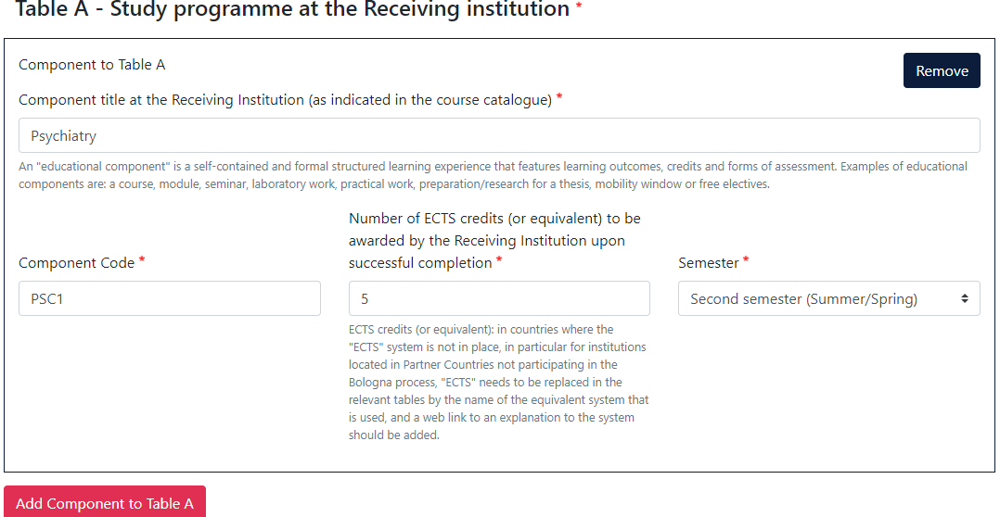 Table A - Study programme at the Receiving institution *
Component to Table A
Remove
Component title at the Receiving Institution (as indicated in the course catalogue) *
Psychiatry
An "educational component" is a self-contained and formal structured learning experience that features learning outcomes, credits and forms of assessment. Examples of educational
components are: a course, module, seminar, laboratory work, practical work, preparation/research for a thesis, mobility window or free electives.
Component Code *
PSC1
Number of ECTS credits (or equivalent) to be
awarded by the Receiving Institution upon
successful completion *
5
ECTS credits (or equivalent): in countries where the
"ECTS" system is not in place, in particular for institutions
located in Partner Countries not participating in the
Bologna process, "ECTS" needs to be replaced in the
relevant tables by the name of the equivalent system that
is used, and a web link to an explanation to the system
should be added.
Semester *
Second semester (Summer/Spring)
Add Component to Table A